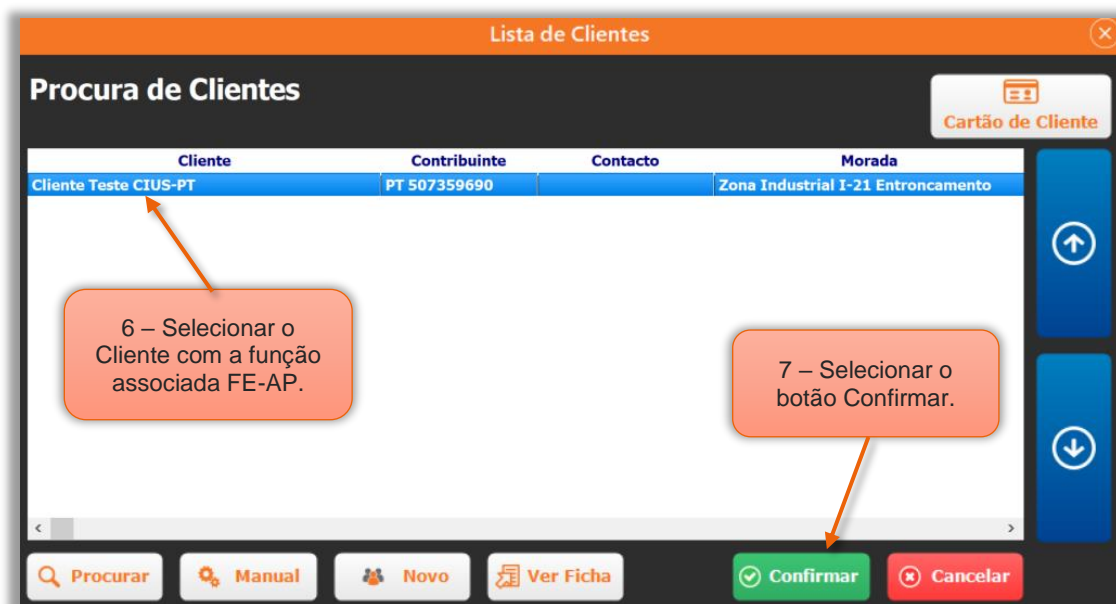 Lista de Clientes
Procura de Clientes
Cartão de Cliente
Cliente Contribuinte Contacto Morada
Cliente Teste CIUS-PT PT 507359690 Zona Industrial I-21 Entroncamento
6 – Selecionar o
Cliente com a função
associada FE-AP.
7 – Selecionar o
botão Confirmar.
Procurar Manual Novo Ver Ficha Confirmar Cancelar